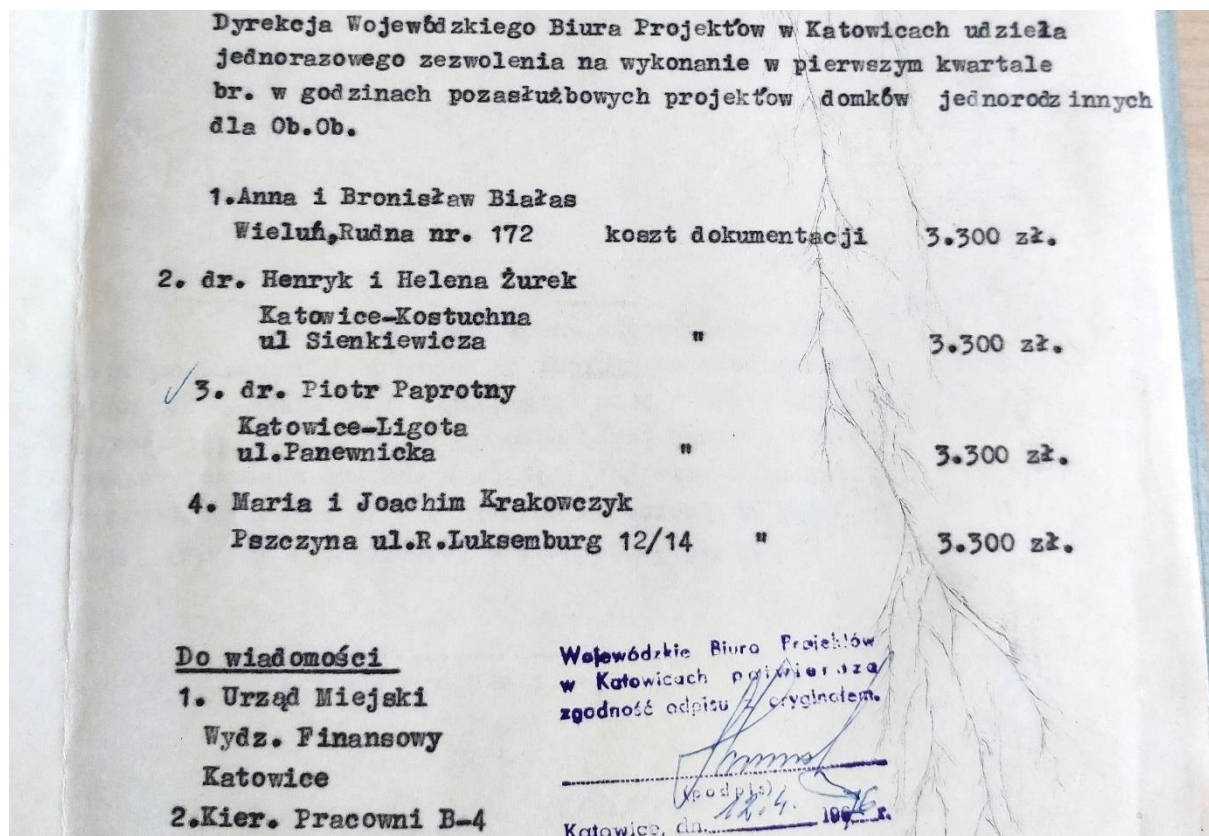 Dyrekcja Wojewódzkiego Biura Projektów w Katowicach udzieła
jednorazowego zezwolenia na wykonanie w pierwszym kwartale
br. w godzinach pozasłużbowych projektów domków jednorodzinnych
dla Ob.Ob.
1.Anna i Bronisław Białas
Wieluń,Rudna nr. 172 koszt dokumentacji 3.300 zł.
2. dr. Henryk i Helena Żurek
Katowice-Kostuchna
ul Sienkiewicza " 3.300 zł.
3. dr. Piotr Paprotny
Katowice-Ligota
ul.Panewnicka " 3.300 zł.
4. Maria i Joachim Krakowczyk
Pszczyna ul.R.Luksemburg 12/14 " 3.300 zł.
Do wiadomości
1. Urząd Miejski
Wydz. Finansowy
Katowice
2.Kier. Pracowni B-4
Wojewódzkie Biuro Projektów
w Katowicach potwierdza
zgodność odpisu z oryginałem.
(podpis)
Katowice, dn. 12.4.